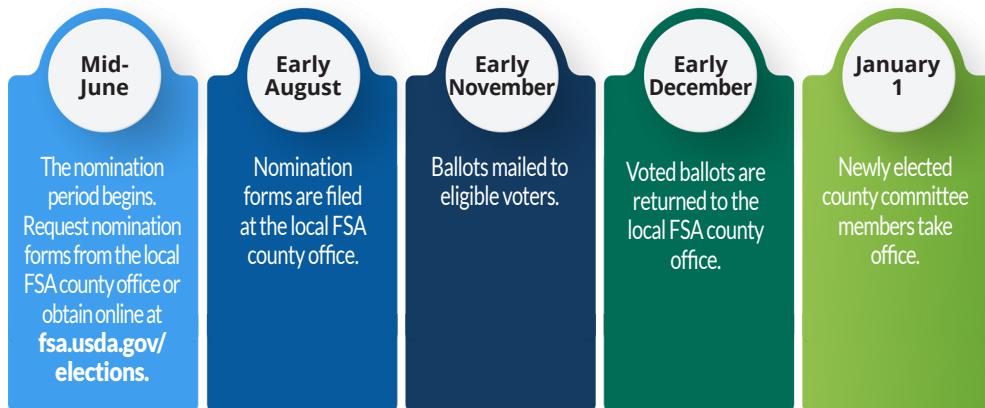 Mid-
June
The nomination
period begins.
Request nomination
forms from the local
FSA county office or
obtain online at
fsa.usda.gov/
elections.
Early
August
Nomination
forms are filed
at the local FSA
county office.
Early
November
Ballots mailed to
eligible voters.
Early
December
Voted ballots are
returned to the
local FSA county
office.
January
1
Newly elected
county committee
members take
office.